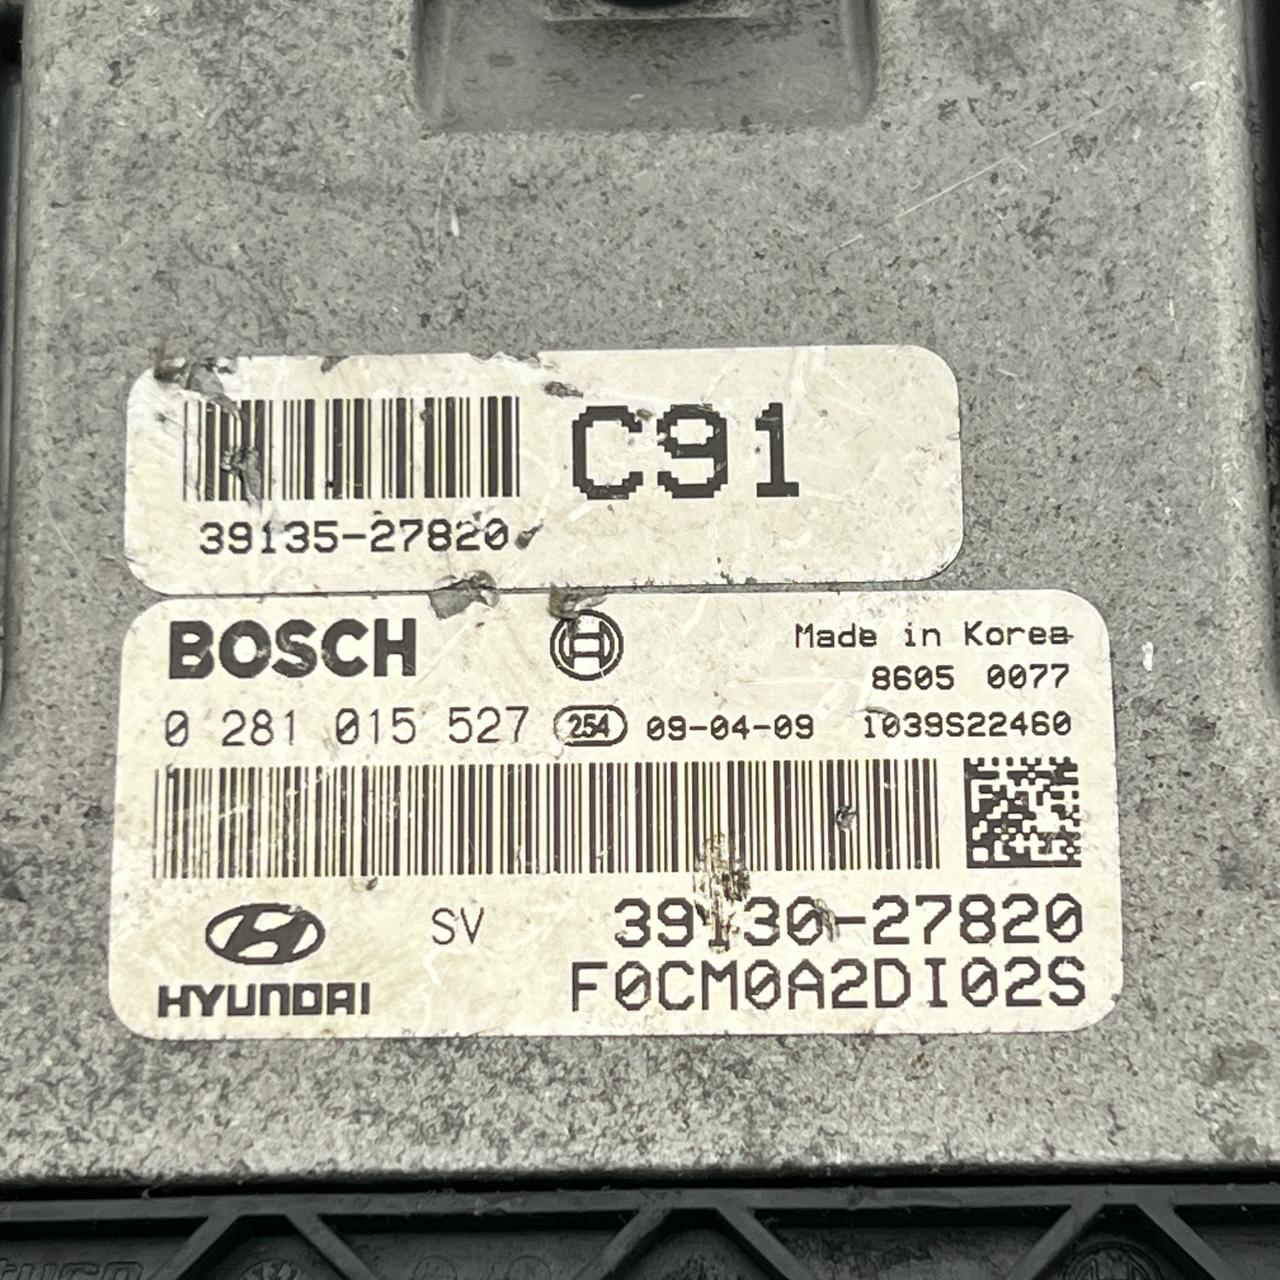 C91
39135-27820
BOSCH
Made in Korea
8605 0077
0 281 015 527 254 09-04-09 1039S22460
SV 39130-27820
HYUNDAI F0CM0A2DI02S